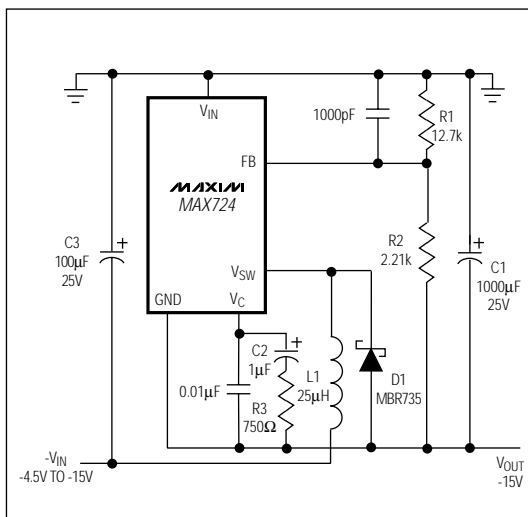 V_IN
1000pF
R1
12.7k
FB
MAXIM
MAX724
C3
100µF
25V
R2
2.21k
C1
1000µF
25V
V_SW
GND
V_C
C2
1µF
0.01µF
R3
750Ω
L1
25µH
D1
MBR735
-V_IN
-4.5V TO -15V
V_OUT
-15V